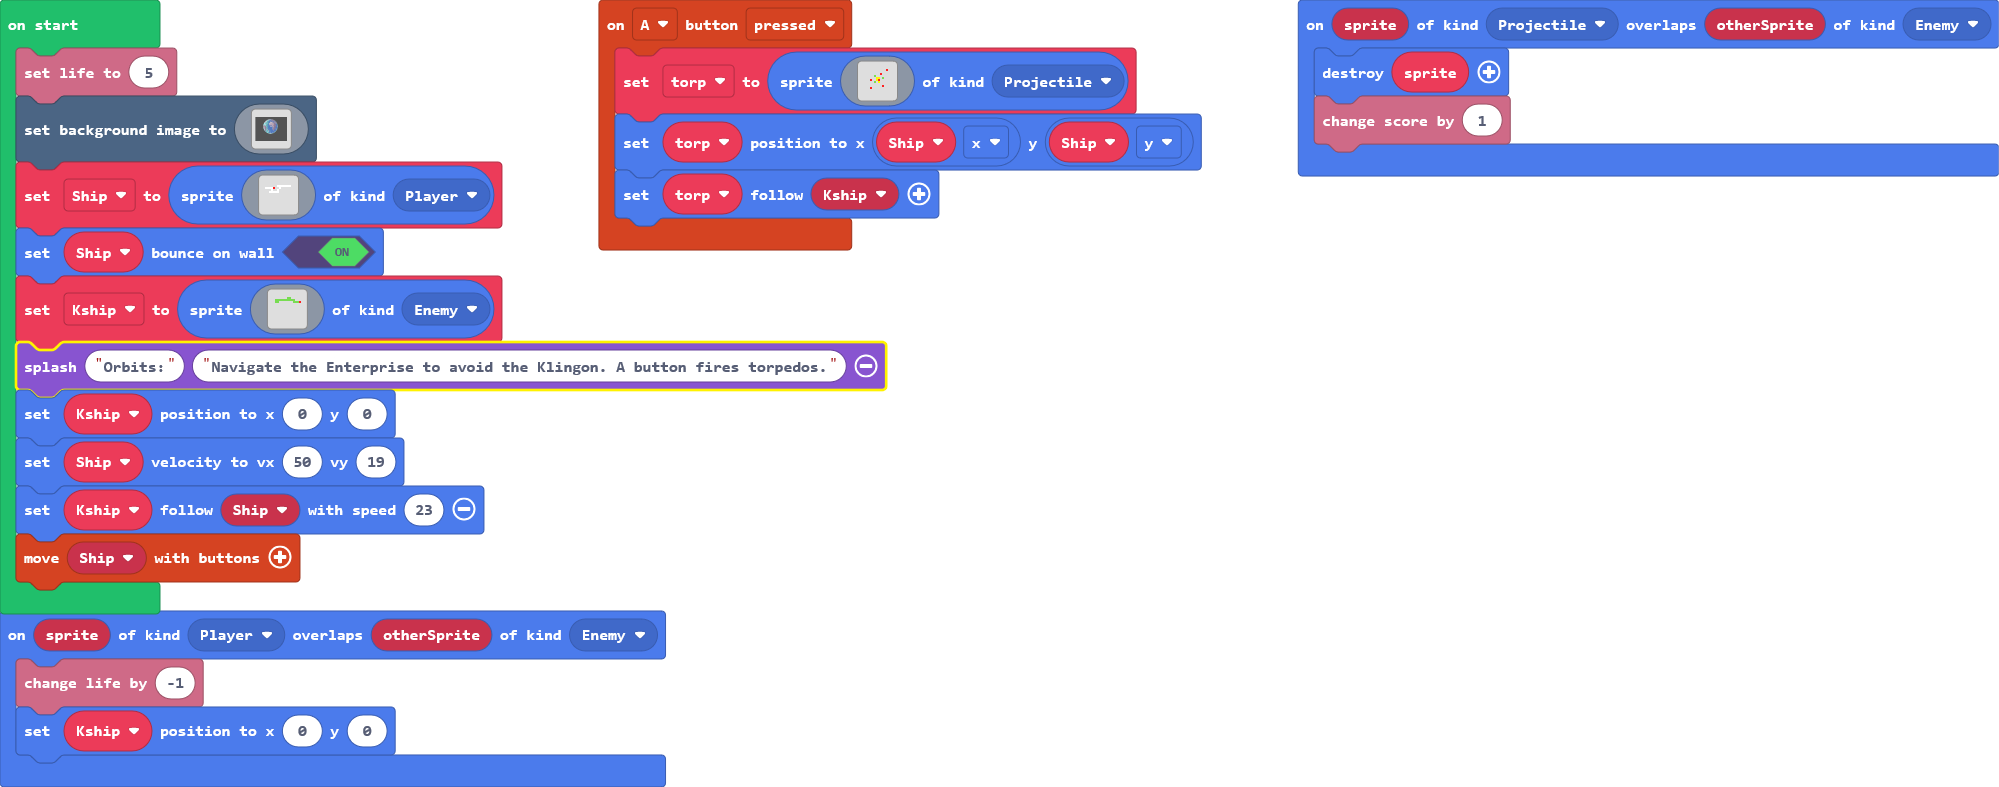 on start
set life to 5
set background image to
set Ship to sprite of kind Player
set Ship bounce on wall ON
set Kship to sprite of kind Enemy
splash "Orbits:" "Navigate the Enterprise to avoid the Klingon. A button fires torpedos."
set Kship position to x 0 y 0
set Ship velocity to vx 50 vy 19
set Kship follow Ship with speed 23
move Ship with buttons
on sprite of kind Player overlaps otherSprite of kind Enemy
change life by -1
set Kship position to x 0 y 0
on A button pressed
set torp to sprite of kind Projectile
set torp position to x Ship x y Ship y
set torp follow Kship
on sprite of kind Projectile overlaps otherSprite of kind Enemy
destroy sprite
change score by 1